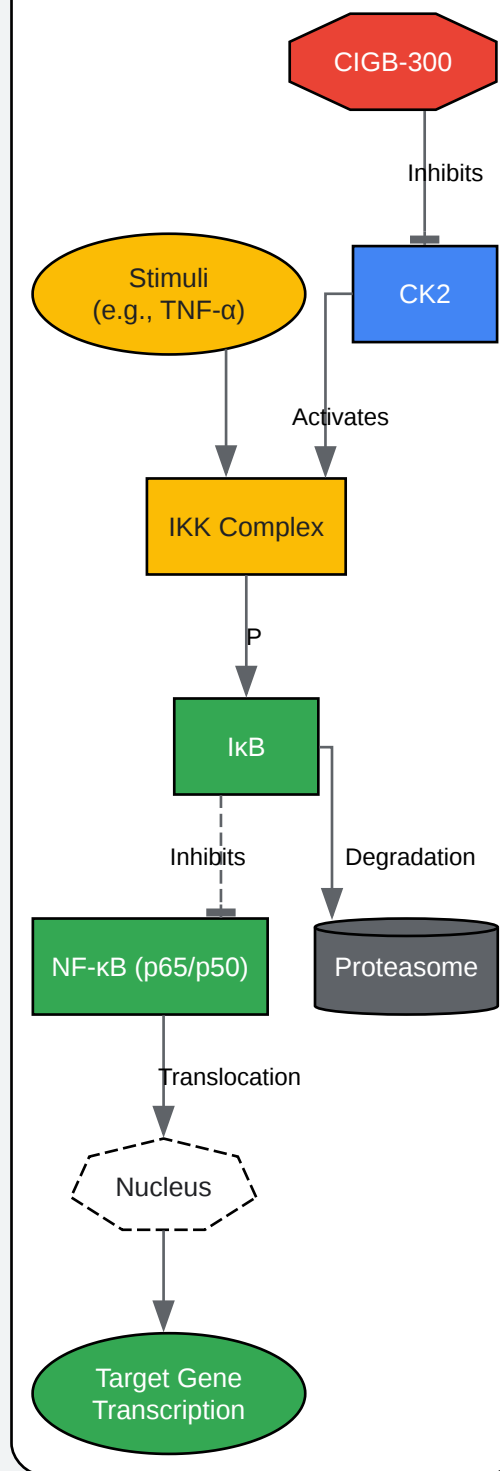 CIGB-300
Inhibits
Stimuli
(e.g., TNF-α)
CK2
Activates
IKK Complex
P
IκB
Inhibits
Degradation
NF-κB (p65/p50)
Proteasome
Translocation
Nucleus
Target Gene
Transcription